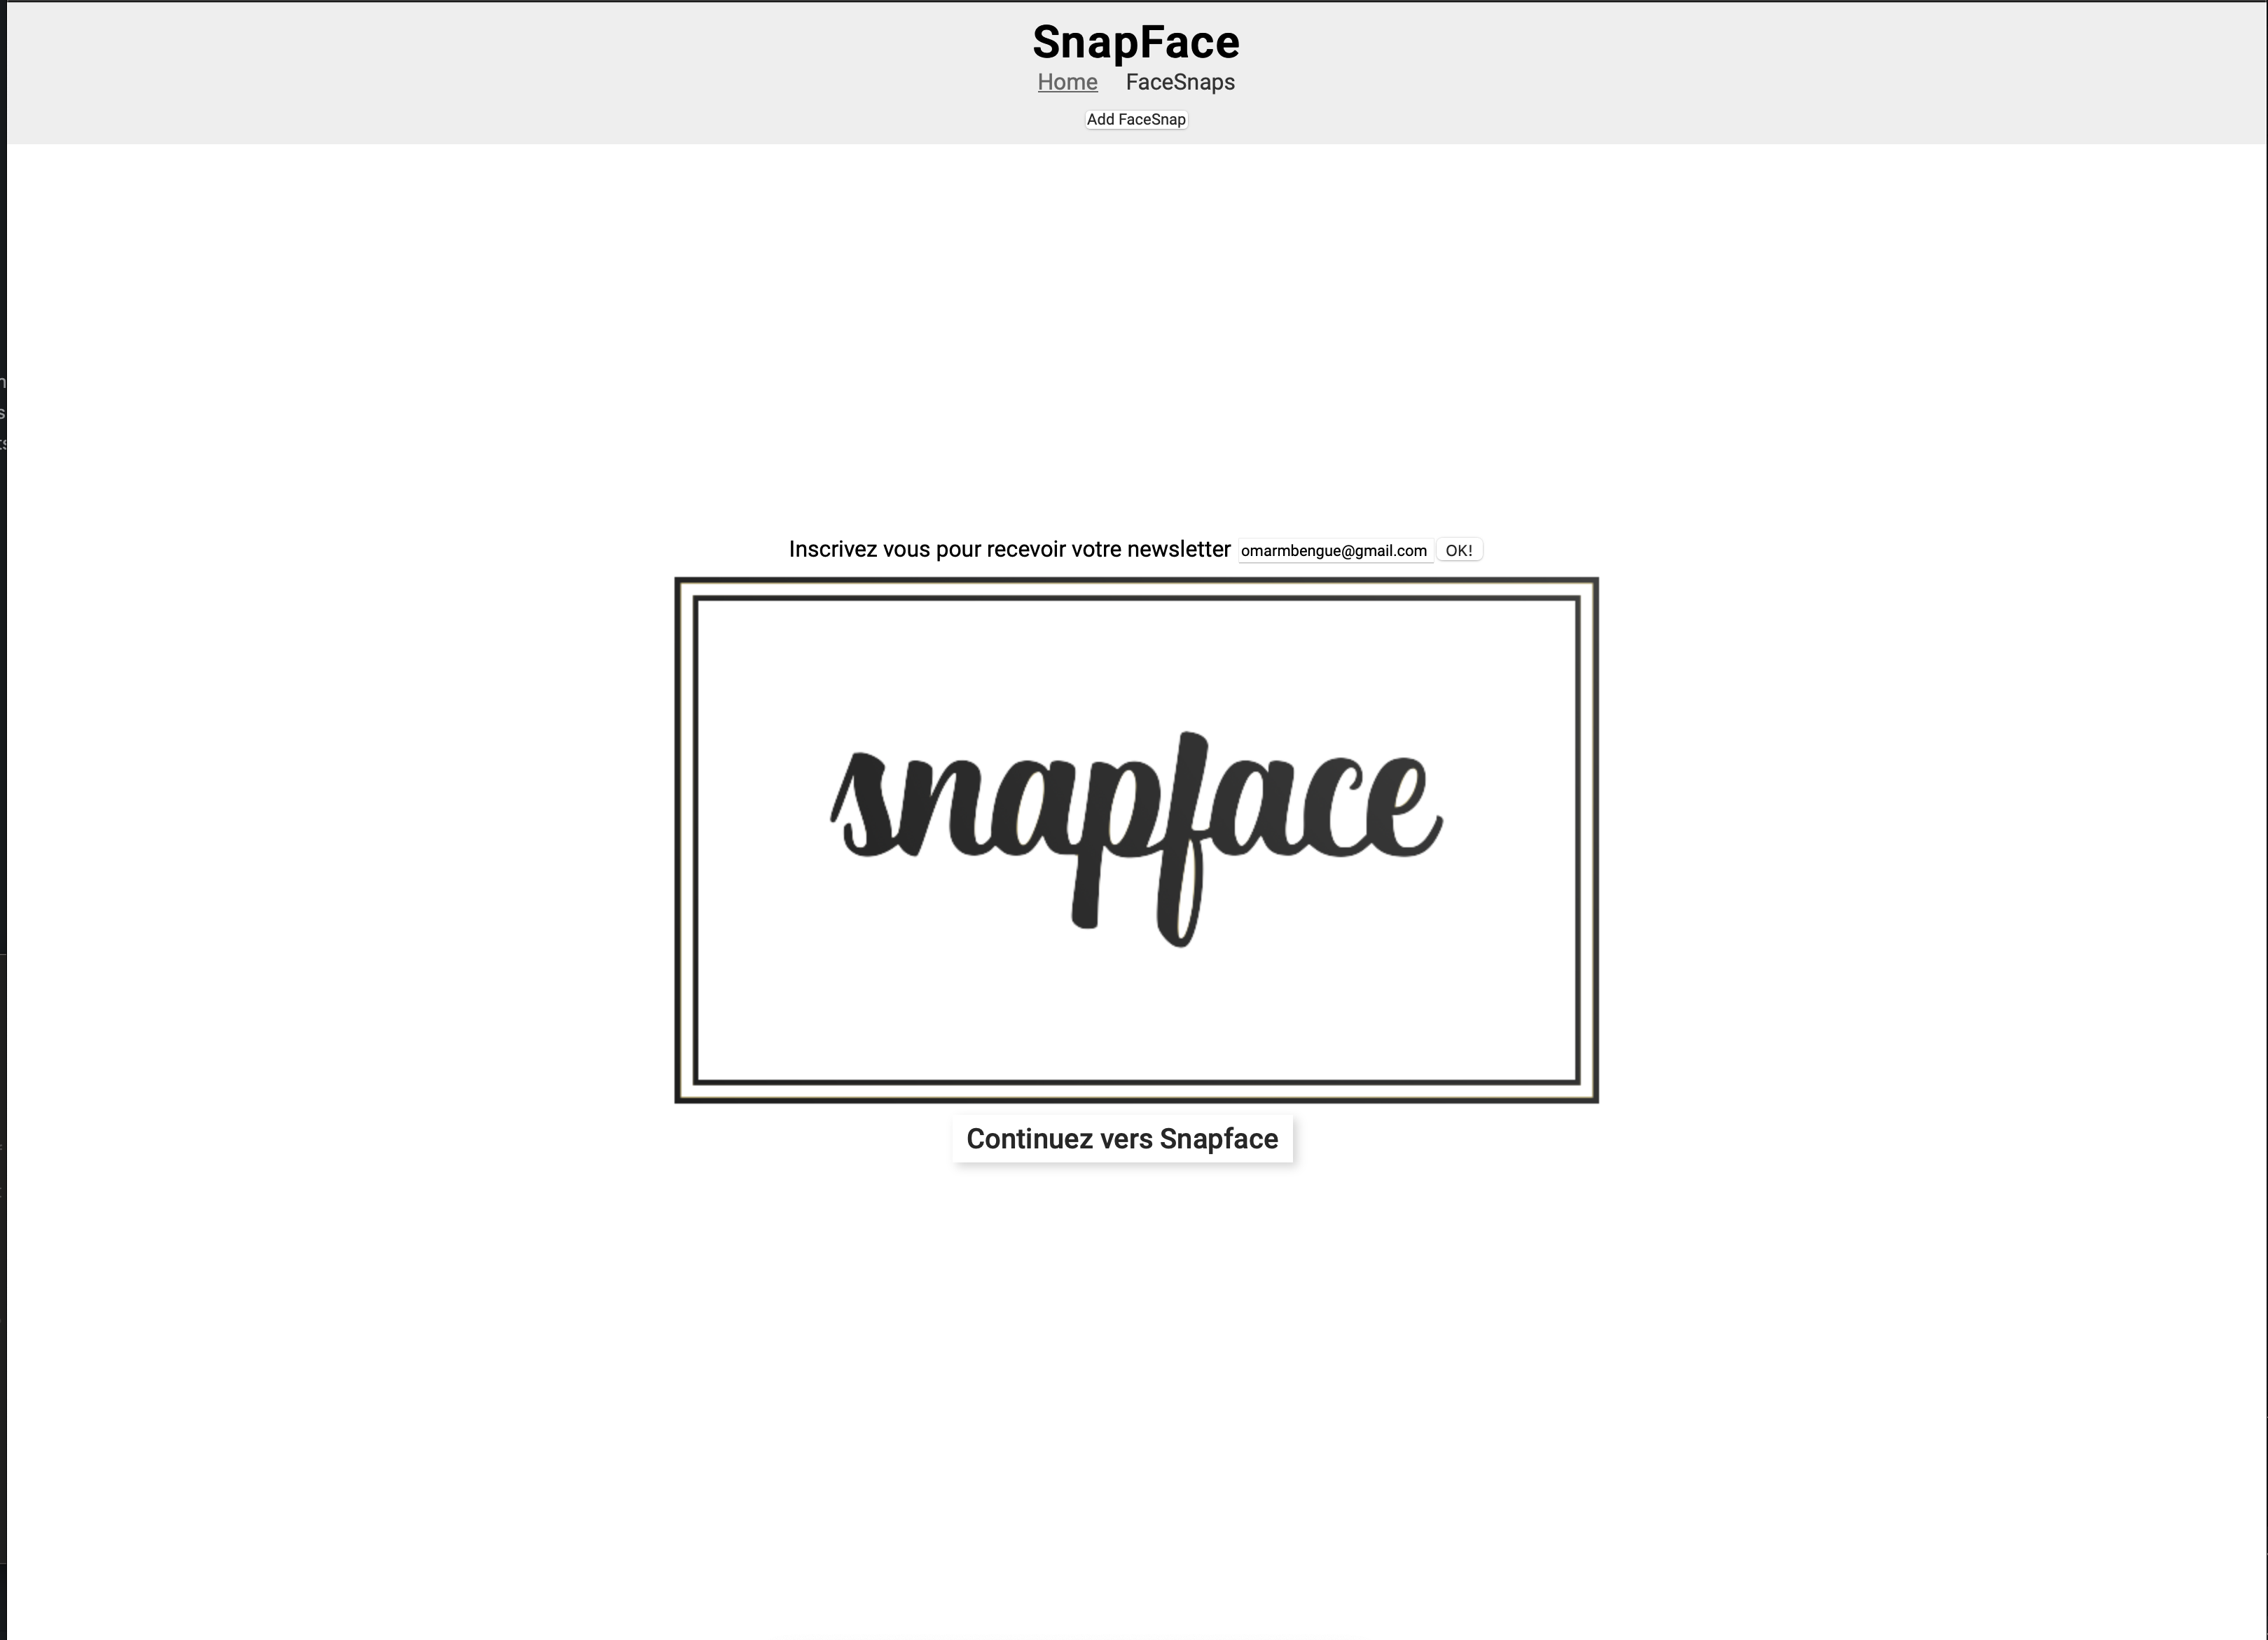 SnapFace
Home FaceSnaps
Add FaceSnap
Inscrivez vous pour recevoir votre newsletter omarmbengue@gmail.com OK!
snapface
Continuez vers Snapface